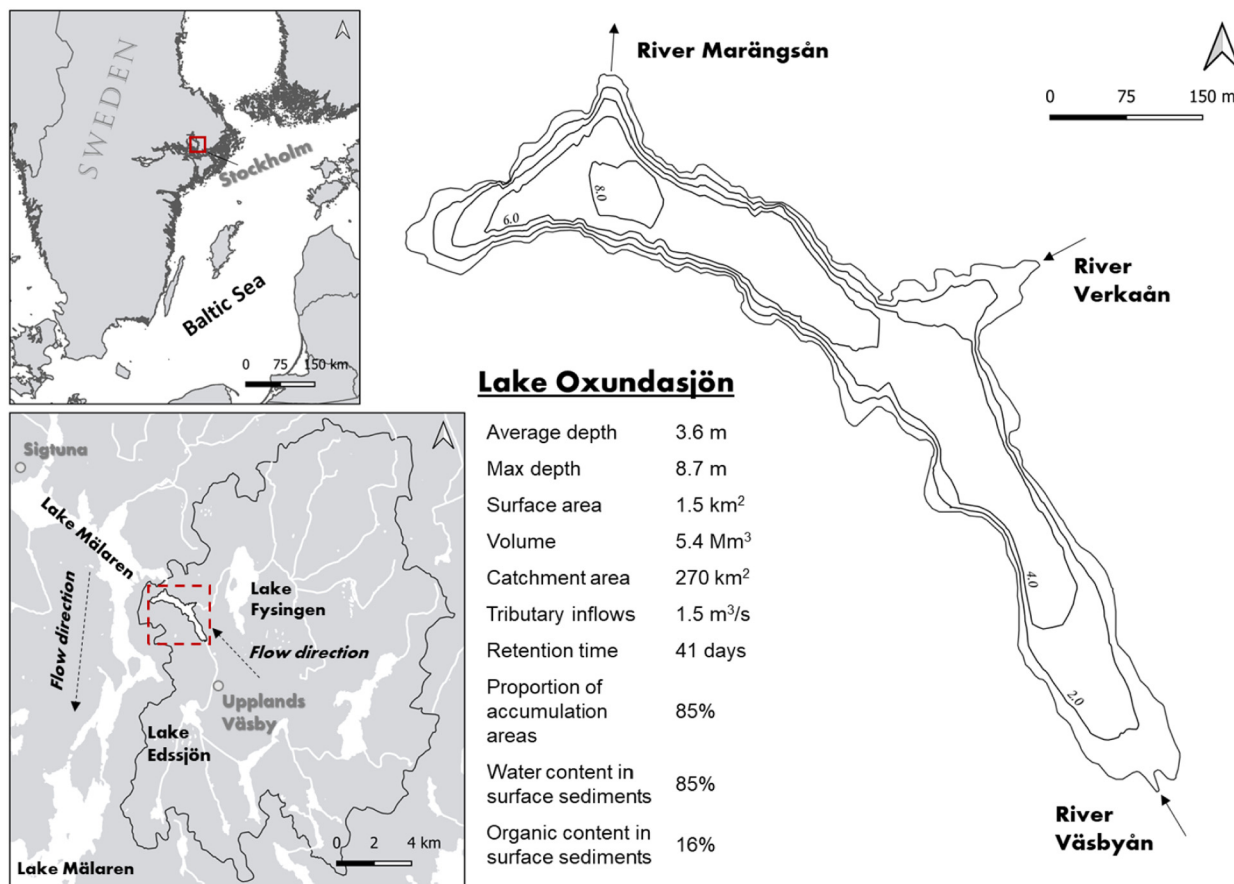 SWEDEN
Stockholm
Baltic Sea
0 75 150 km
Sigtuna
Lake Mälaren
Flow direction
Lake
Fysingen
Flow direction
Upplands
Väsby
Lake
Edssjön
0 2 4 km
Lake Mälaren
River Marängsån
0 75 150 m
8.0
6.0
River
Verkaån
4.0
2.0
River
Väsbyån
Lake Oxundasjön
Average depth 3.6 m
Max depth 8.7 m
Surface area 1.5 km²
Volume 5.4 Mm³
Catchment area 270 km²
Tributary inflows 1.5 m³/s
Retention time 41 days
Proportion of
accumulation 85%
areas
Water content in
surface sediments 85%
Organic content in
surface sediments 16%